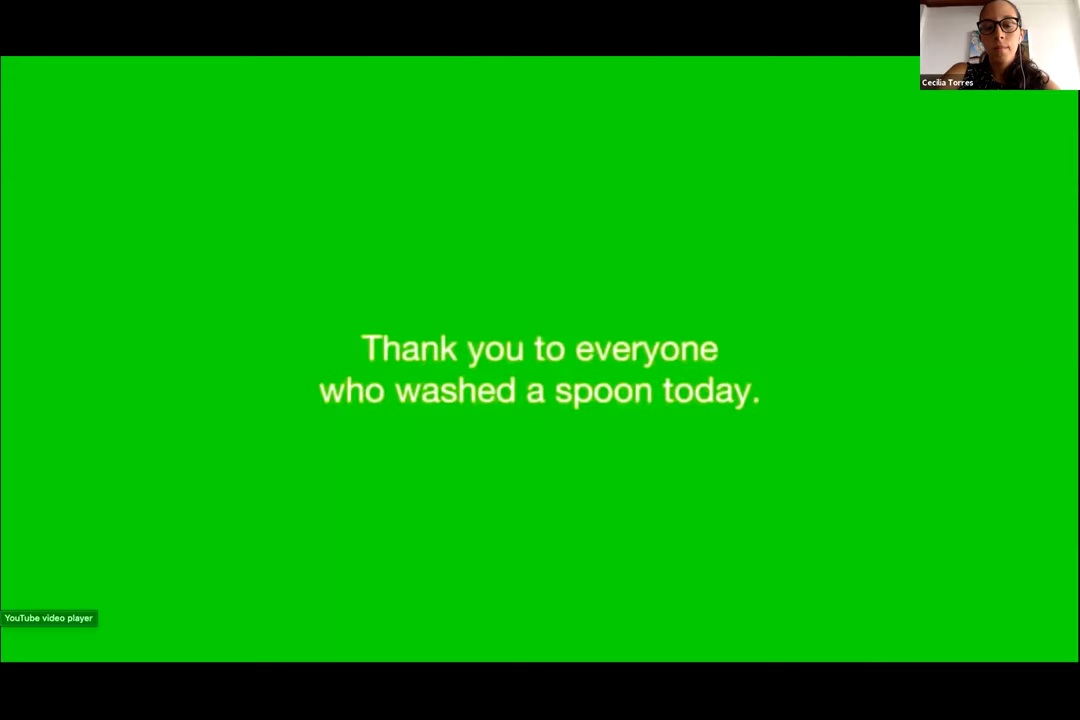 Cecilia Torres
Thank you to everyone
who washed a spoon today.
YouTube video player